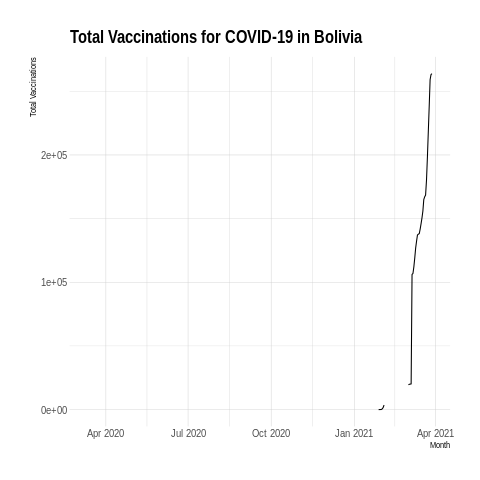 Total Vaccinations for COVID-19 in Bolivia
Total Vaccinations
2e+05
1e+05
0e+00
Apr 2020 Jul 2020 Oct 2020 Jan 2021 Apr 2021
Month